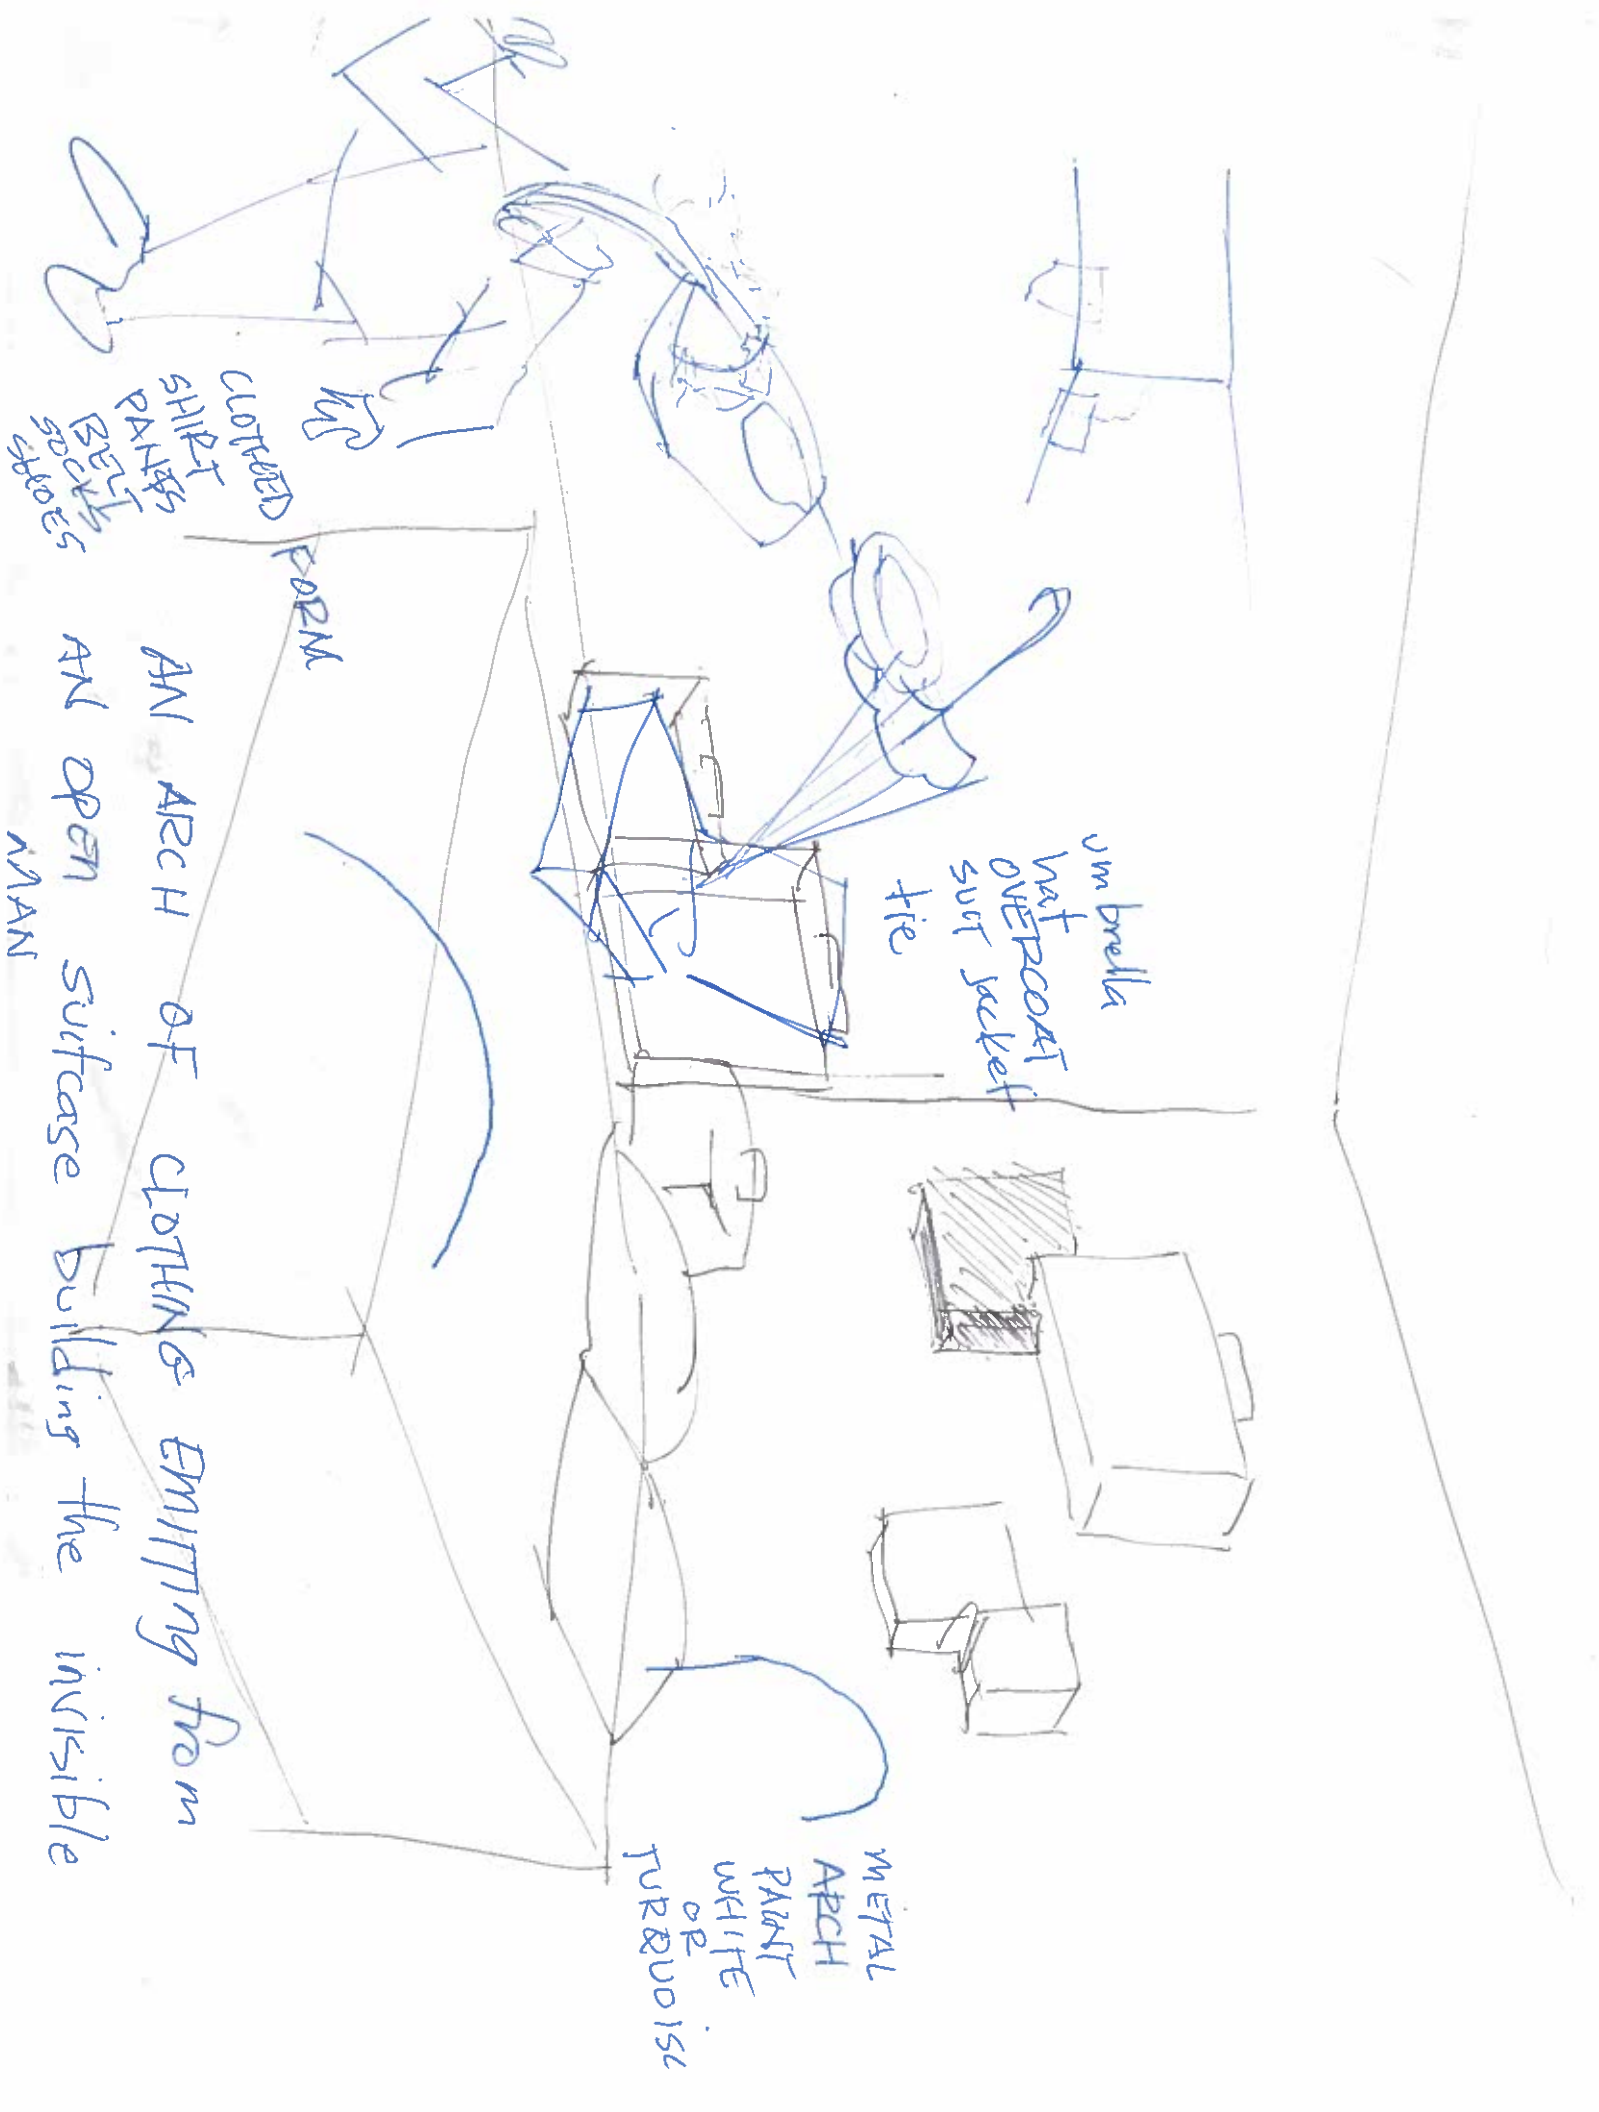 umbrella
hat
OVERCOAT
suit jacket
tie
METAL
ARCH
PAINT
WHITE
OR
TURQUOISE
CLOTHED
FORM
SHIRT
PANTS
BELT
SOCKS
SHOES
AN ARCH OF CLOTHING EMITTING from
AN OPEN suitcase building the invisible
MAN